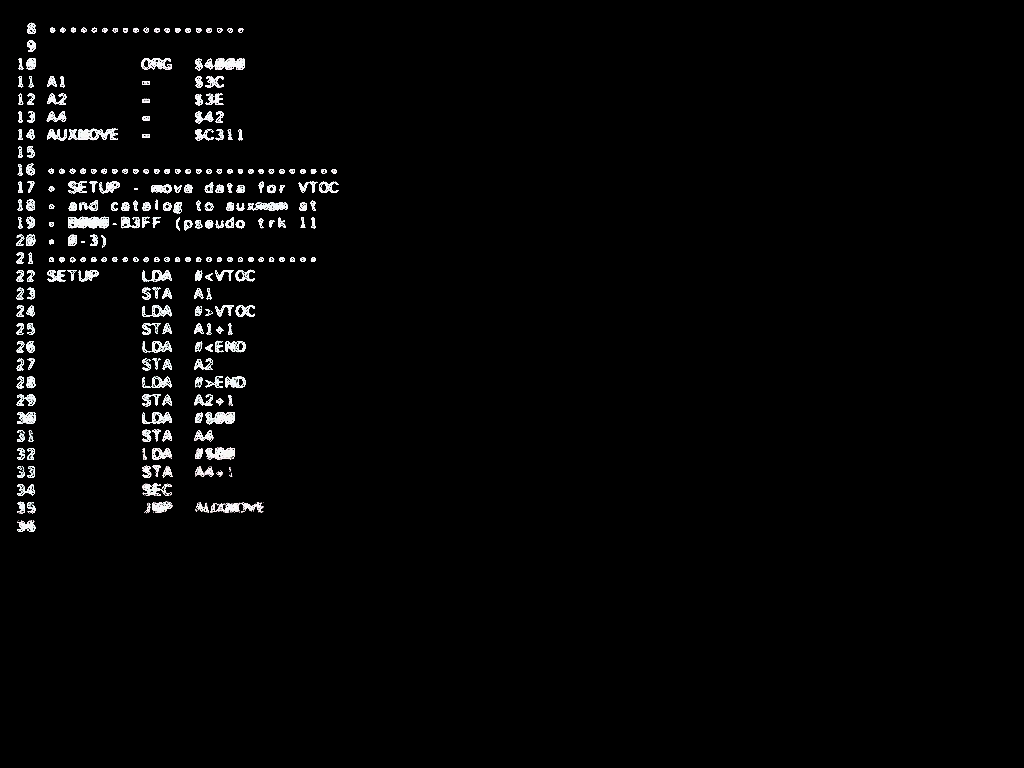 8 *******************
9
10 ORG $4000
11 A1 = $3C
12 A2 = $3E
13 A4 = $42
14 AUXMOVE = $C311
15
16 ****************************
17 * SETUP - move data for VTOC
18 * and catalog to auxmem at
19 * B000-B3FF (pseudo trk 11
20 * 0-3)
21 **************************
22 SETUP LDA #<VTOC
23 STA A1
24 LDA #>VTOC
25 STA A1+1
26 LDA #<END
27 STA A2
28 LDA #>END
29 STA A2+1
30 LDA #$00
31 STA A4
32 LDA #$B0
33 STA A4+1
34 SEC
35 JMP AUXMOVE
36